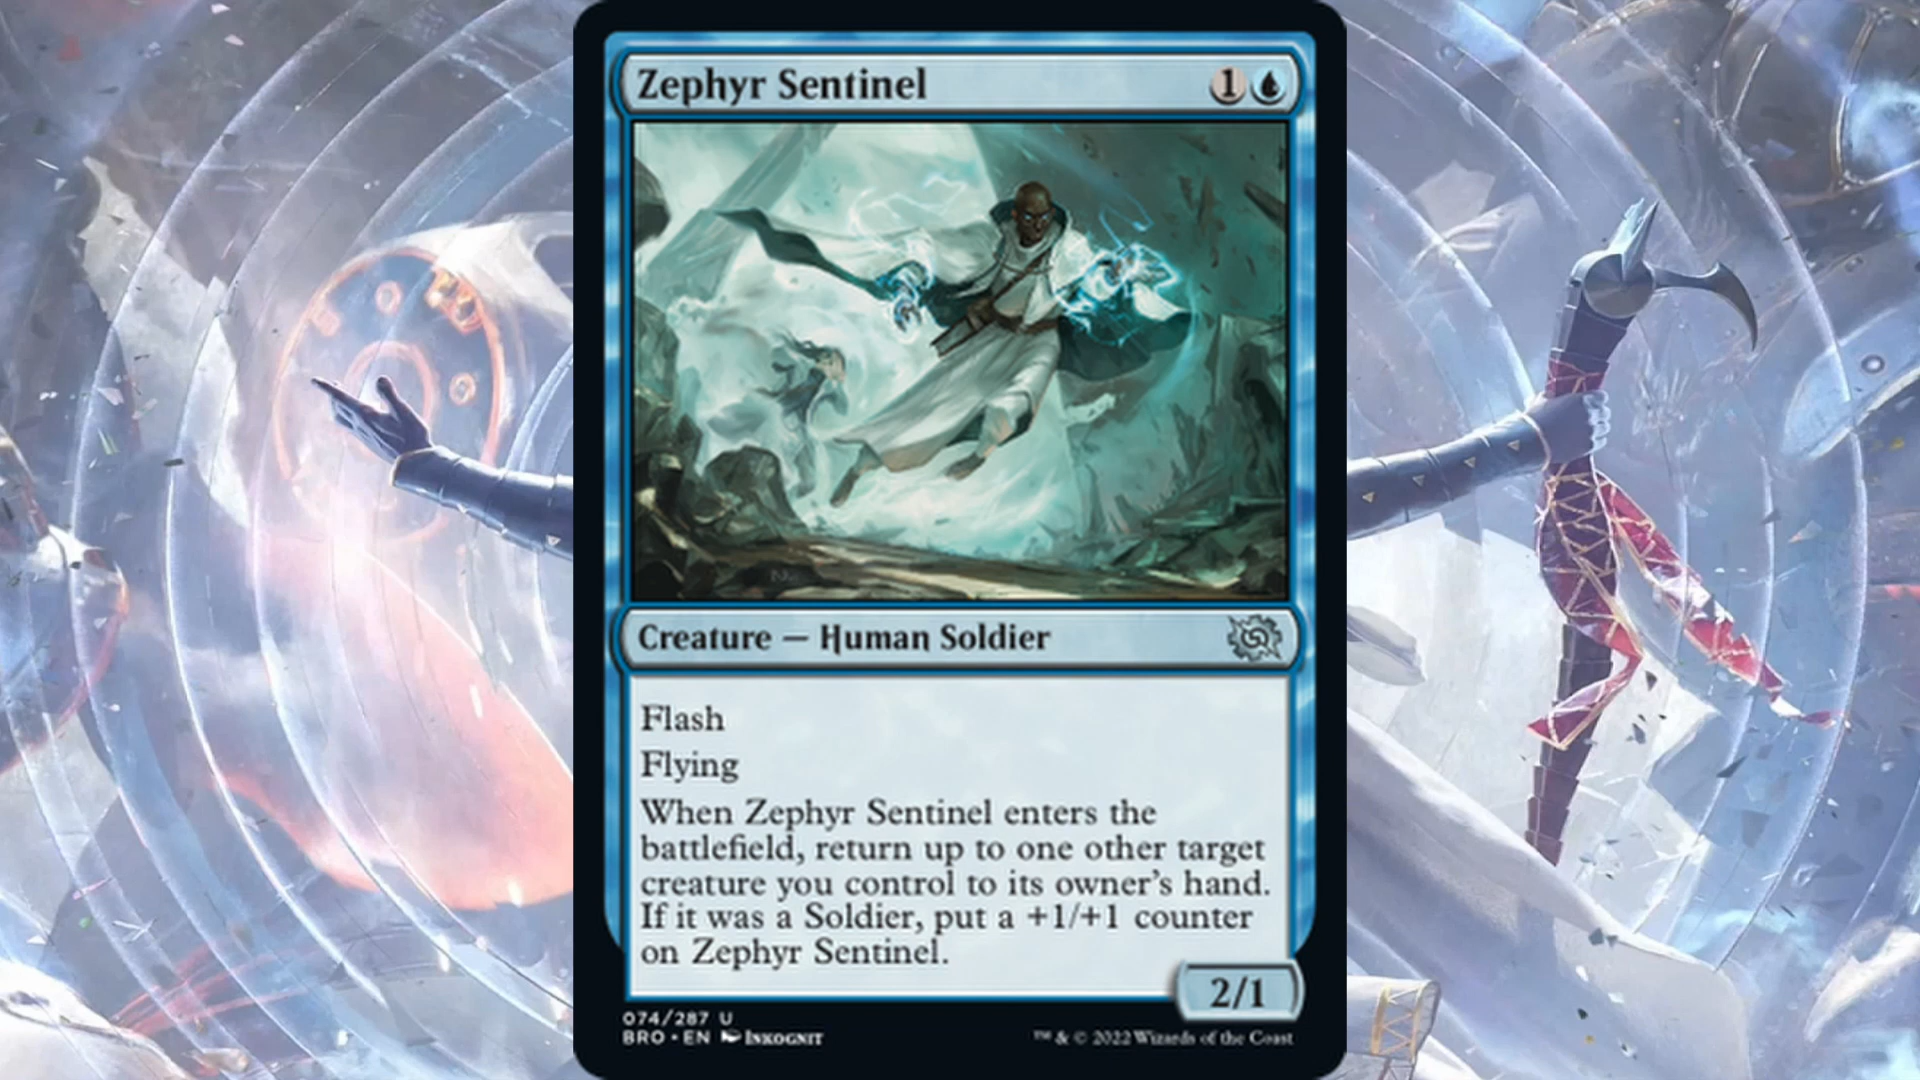 Zephyr Sentinel 1
Creature — Human Soldier
Flash
Flying
When Zephyr Sentinel enters the
battlefield, return up to one other target
creature you control to its owner's hand.
If it was a Soldier, put a +1/+1 counter
on Zephyr Sentinel.
2/1
074/287 U
BRO • EN INKOGNIT
™ & © 2022 Wizards of the Coast